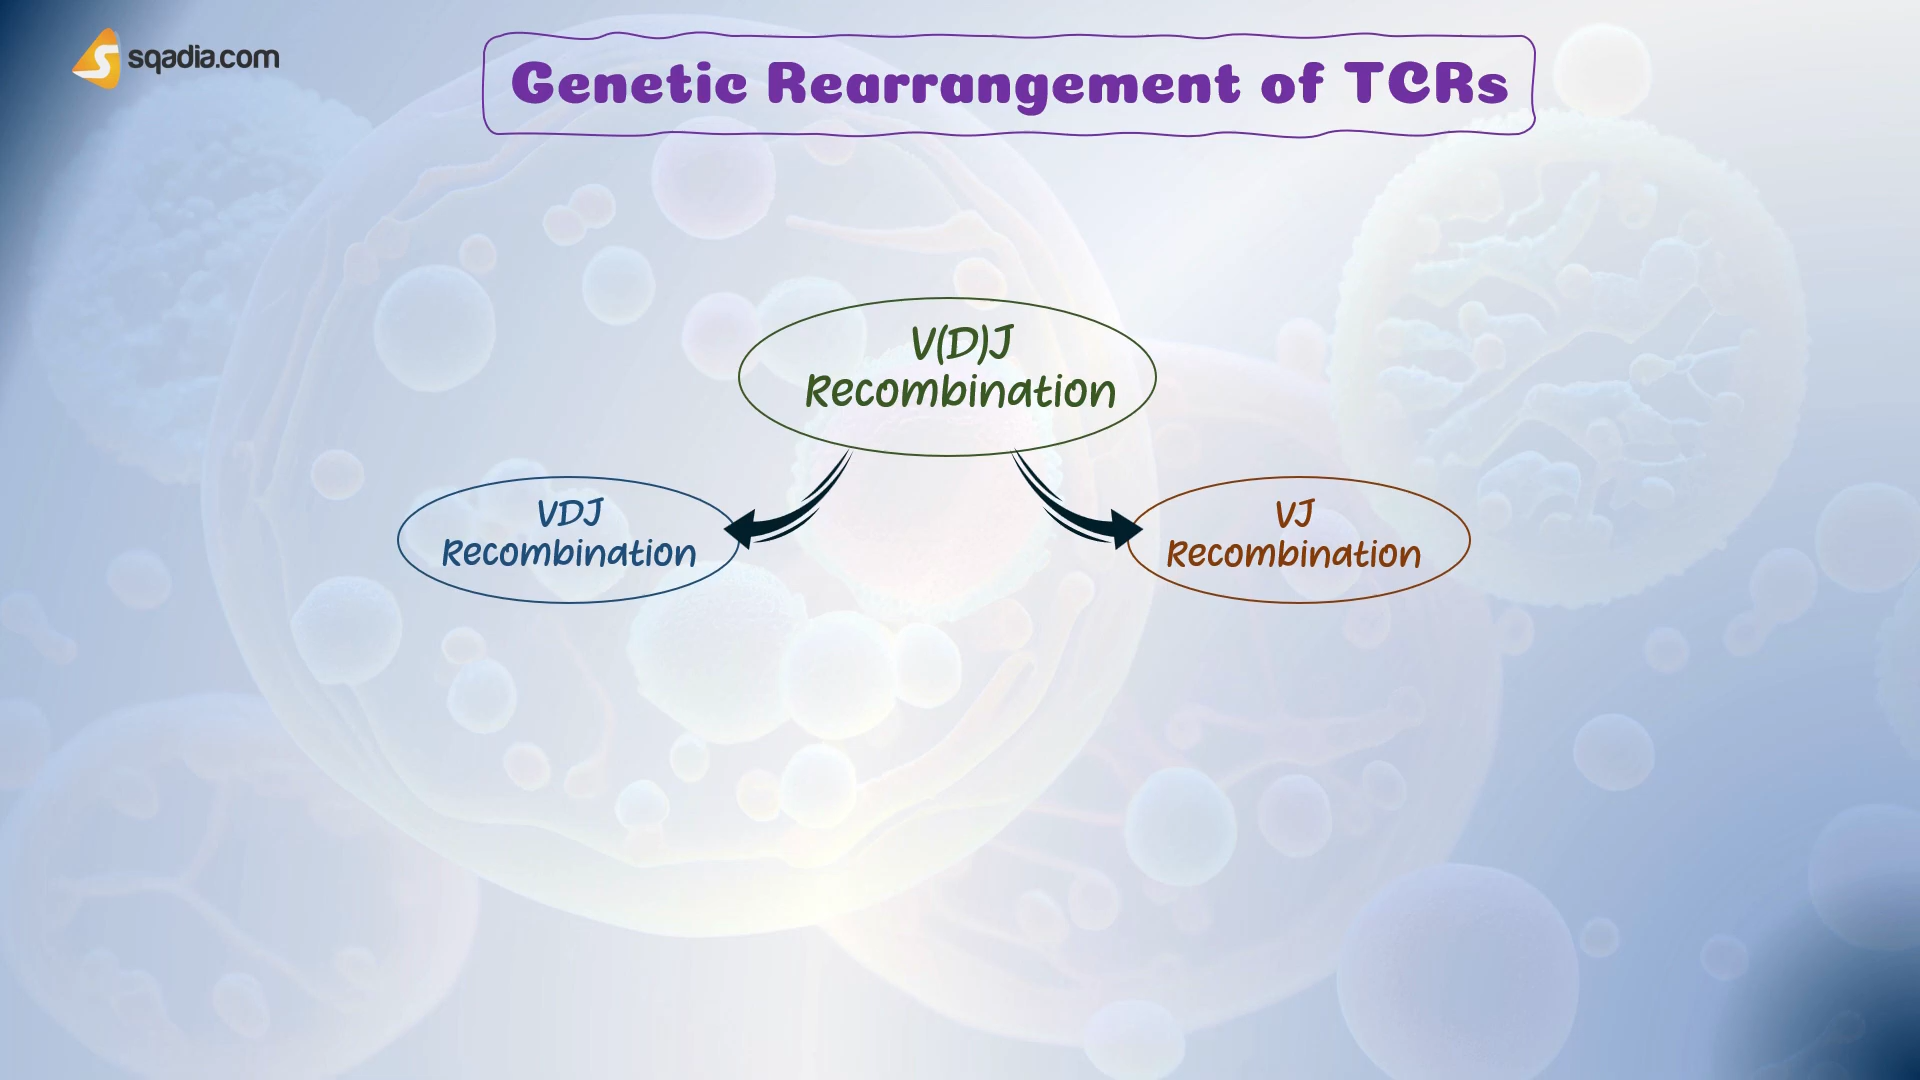 sqadia.com
Genetic Rearrangement of TCRs
V(D)J
Recombination
VDJ
Recombination
VJ
Recombination